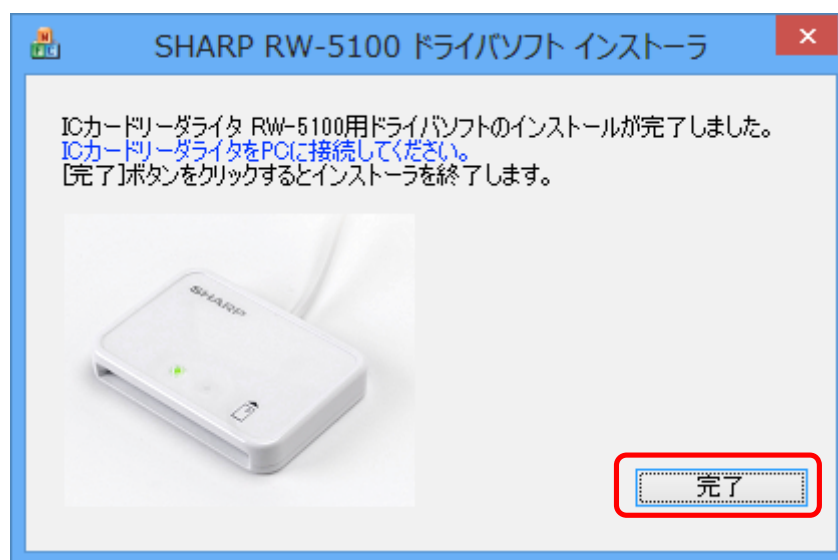 SHARP RW-5100 ドライバソフト インストーラ
ICカードリーダライタ RW-5100用ドライバソフトのインストールが完了しました。
ICカードリーダライタをPCに接続してください。
[完了]ボタンをクリックするとインストーラを終了します。
SHARP
完了